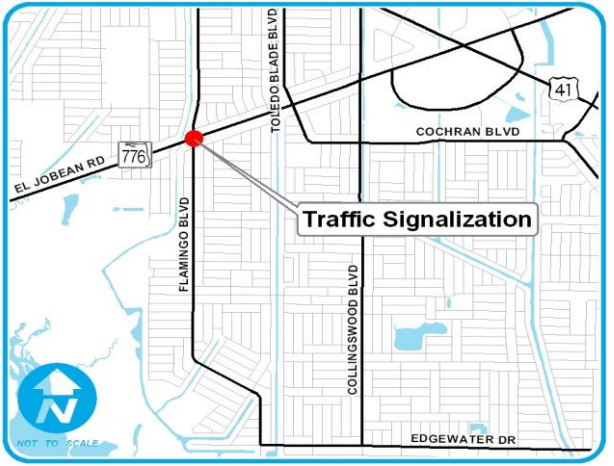 TOLEDO BLADE BLVD
41
COCHRAN BLVD
776
EL JOBEAN RD
Traffic Signalization
FLAMINGO BLVD
COLLINGSWOOD BLVD
N
NOT TO SCALE
EDGEWATER DR